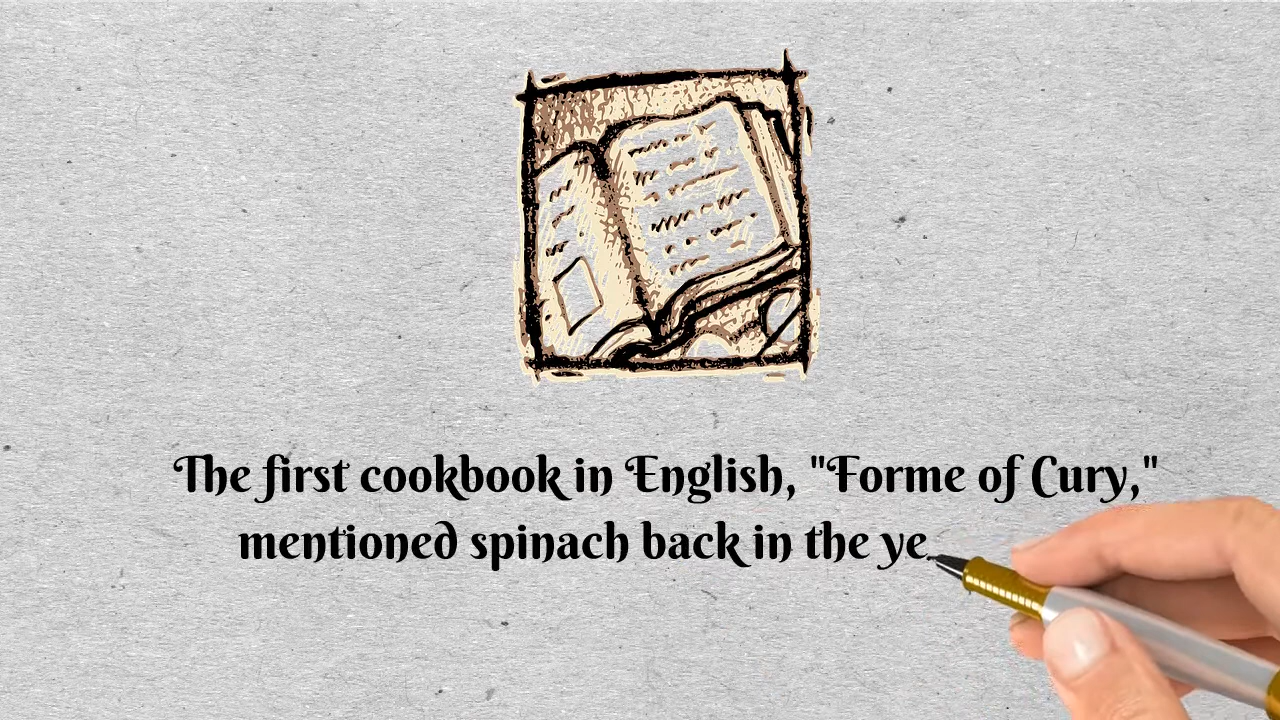 The first cookbook in English, "Forme of Cury,"
mentioned spinach back in the ye